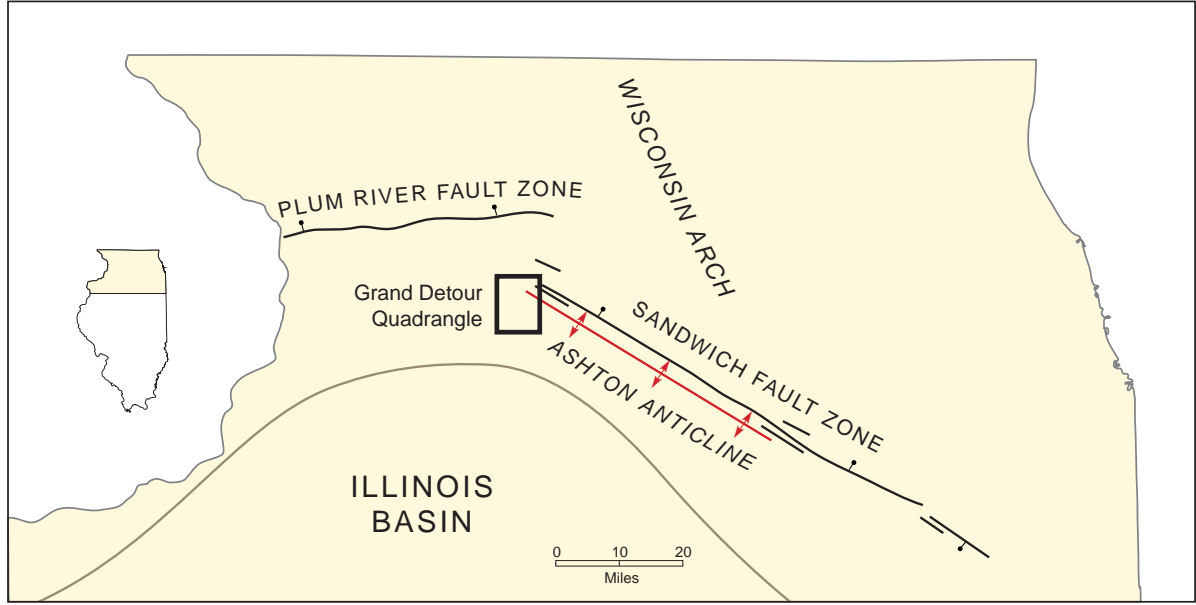 WISCONSIN ARCH
PLUM RIVER FAULT ZONE
Grand Detour
Quadrangle
SANDWICH FAULT ZONE
ASHTON ANTICLINE
ILLINOIS
BASIN
0 10 20
Miles